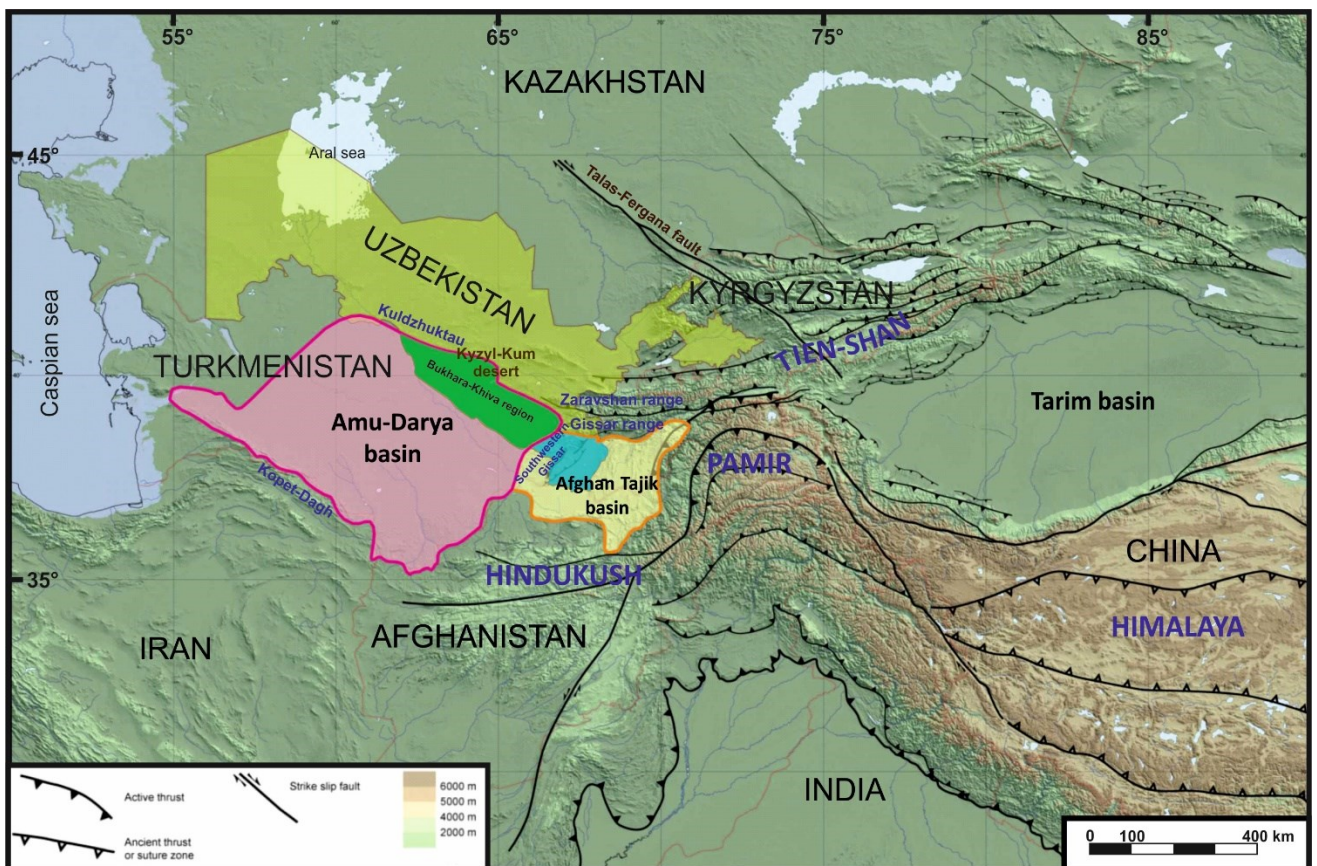 55°
65°
75°
85°
KAZAKHSTAN
45°
Aral sea
Talas-Fergana fault
UZBEKISTAN
KYRGYZSTAN
Caspian sea
Kuldzhuktau
TIEN-SHAN
TURKMENISTAN
Kyzyl-Kum
desert
Bukhara-Khiva region
Zaravshan range
Tarim basin
Amu-Darya
basin
Gissar range
Southwestern
Gissar
PAMIR
Kopet-Dagh
Afghan Tajik
basin
CHINA
35°
HINDUKUSH
HIMALAYA
AFGHANISTAN
IRAN
INDIA
Active thrust
Strike slip fault
6000 m
5000 m
4000 m
2000 m
Ancient thrust
or suture zone
0 100 400 km